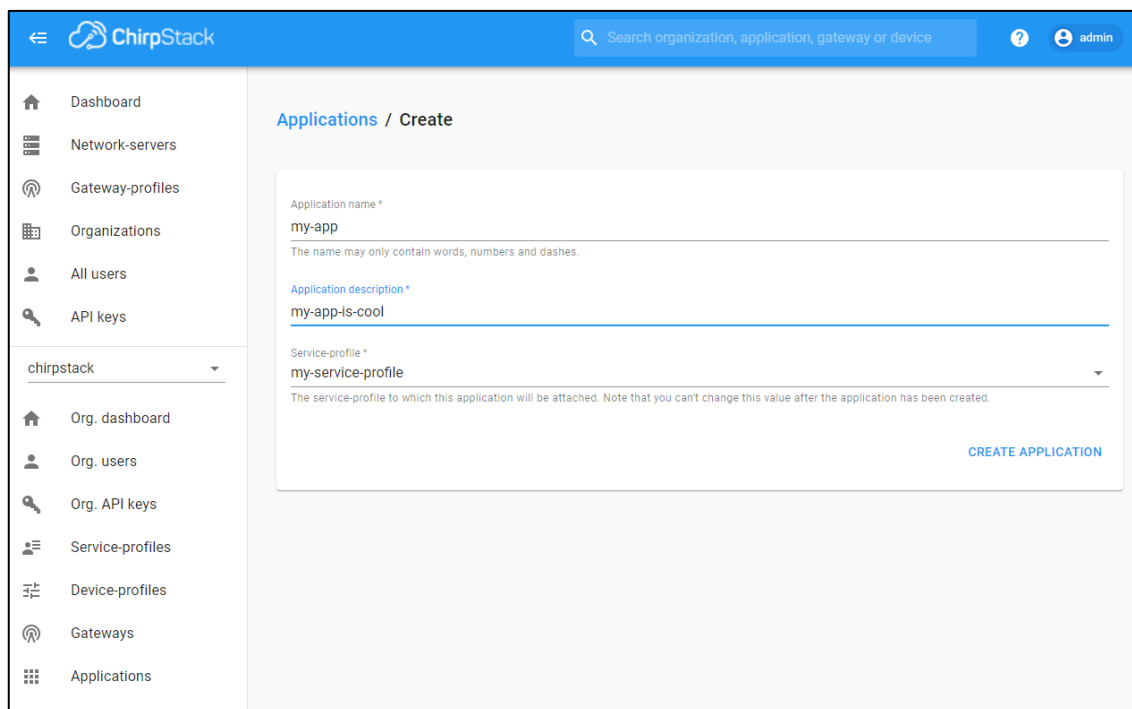 ChirpStack
Search organization, application, gateway or device
? admin
Dashboard
Network-servers
Gateway-profiles
Organizations
All users
API keys
chirpstack
Org. dashboard
Org. users
Org. API keys
Service-profiles
Device-profiles
Gateways
Applications
Applications / Create
Application name *
my-app
The name may only contain words, numbers and dashes.
Application description *
my-app-is-cool
Service-profile *
my-service-profile
The service-profile to which this application will be attached. Note that you can't change this value after the application has been created.
CREATE APPLICATION